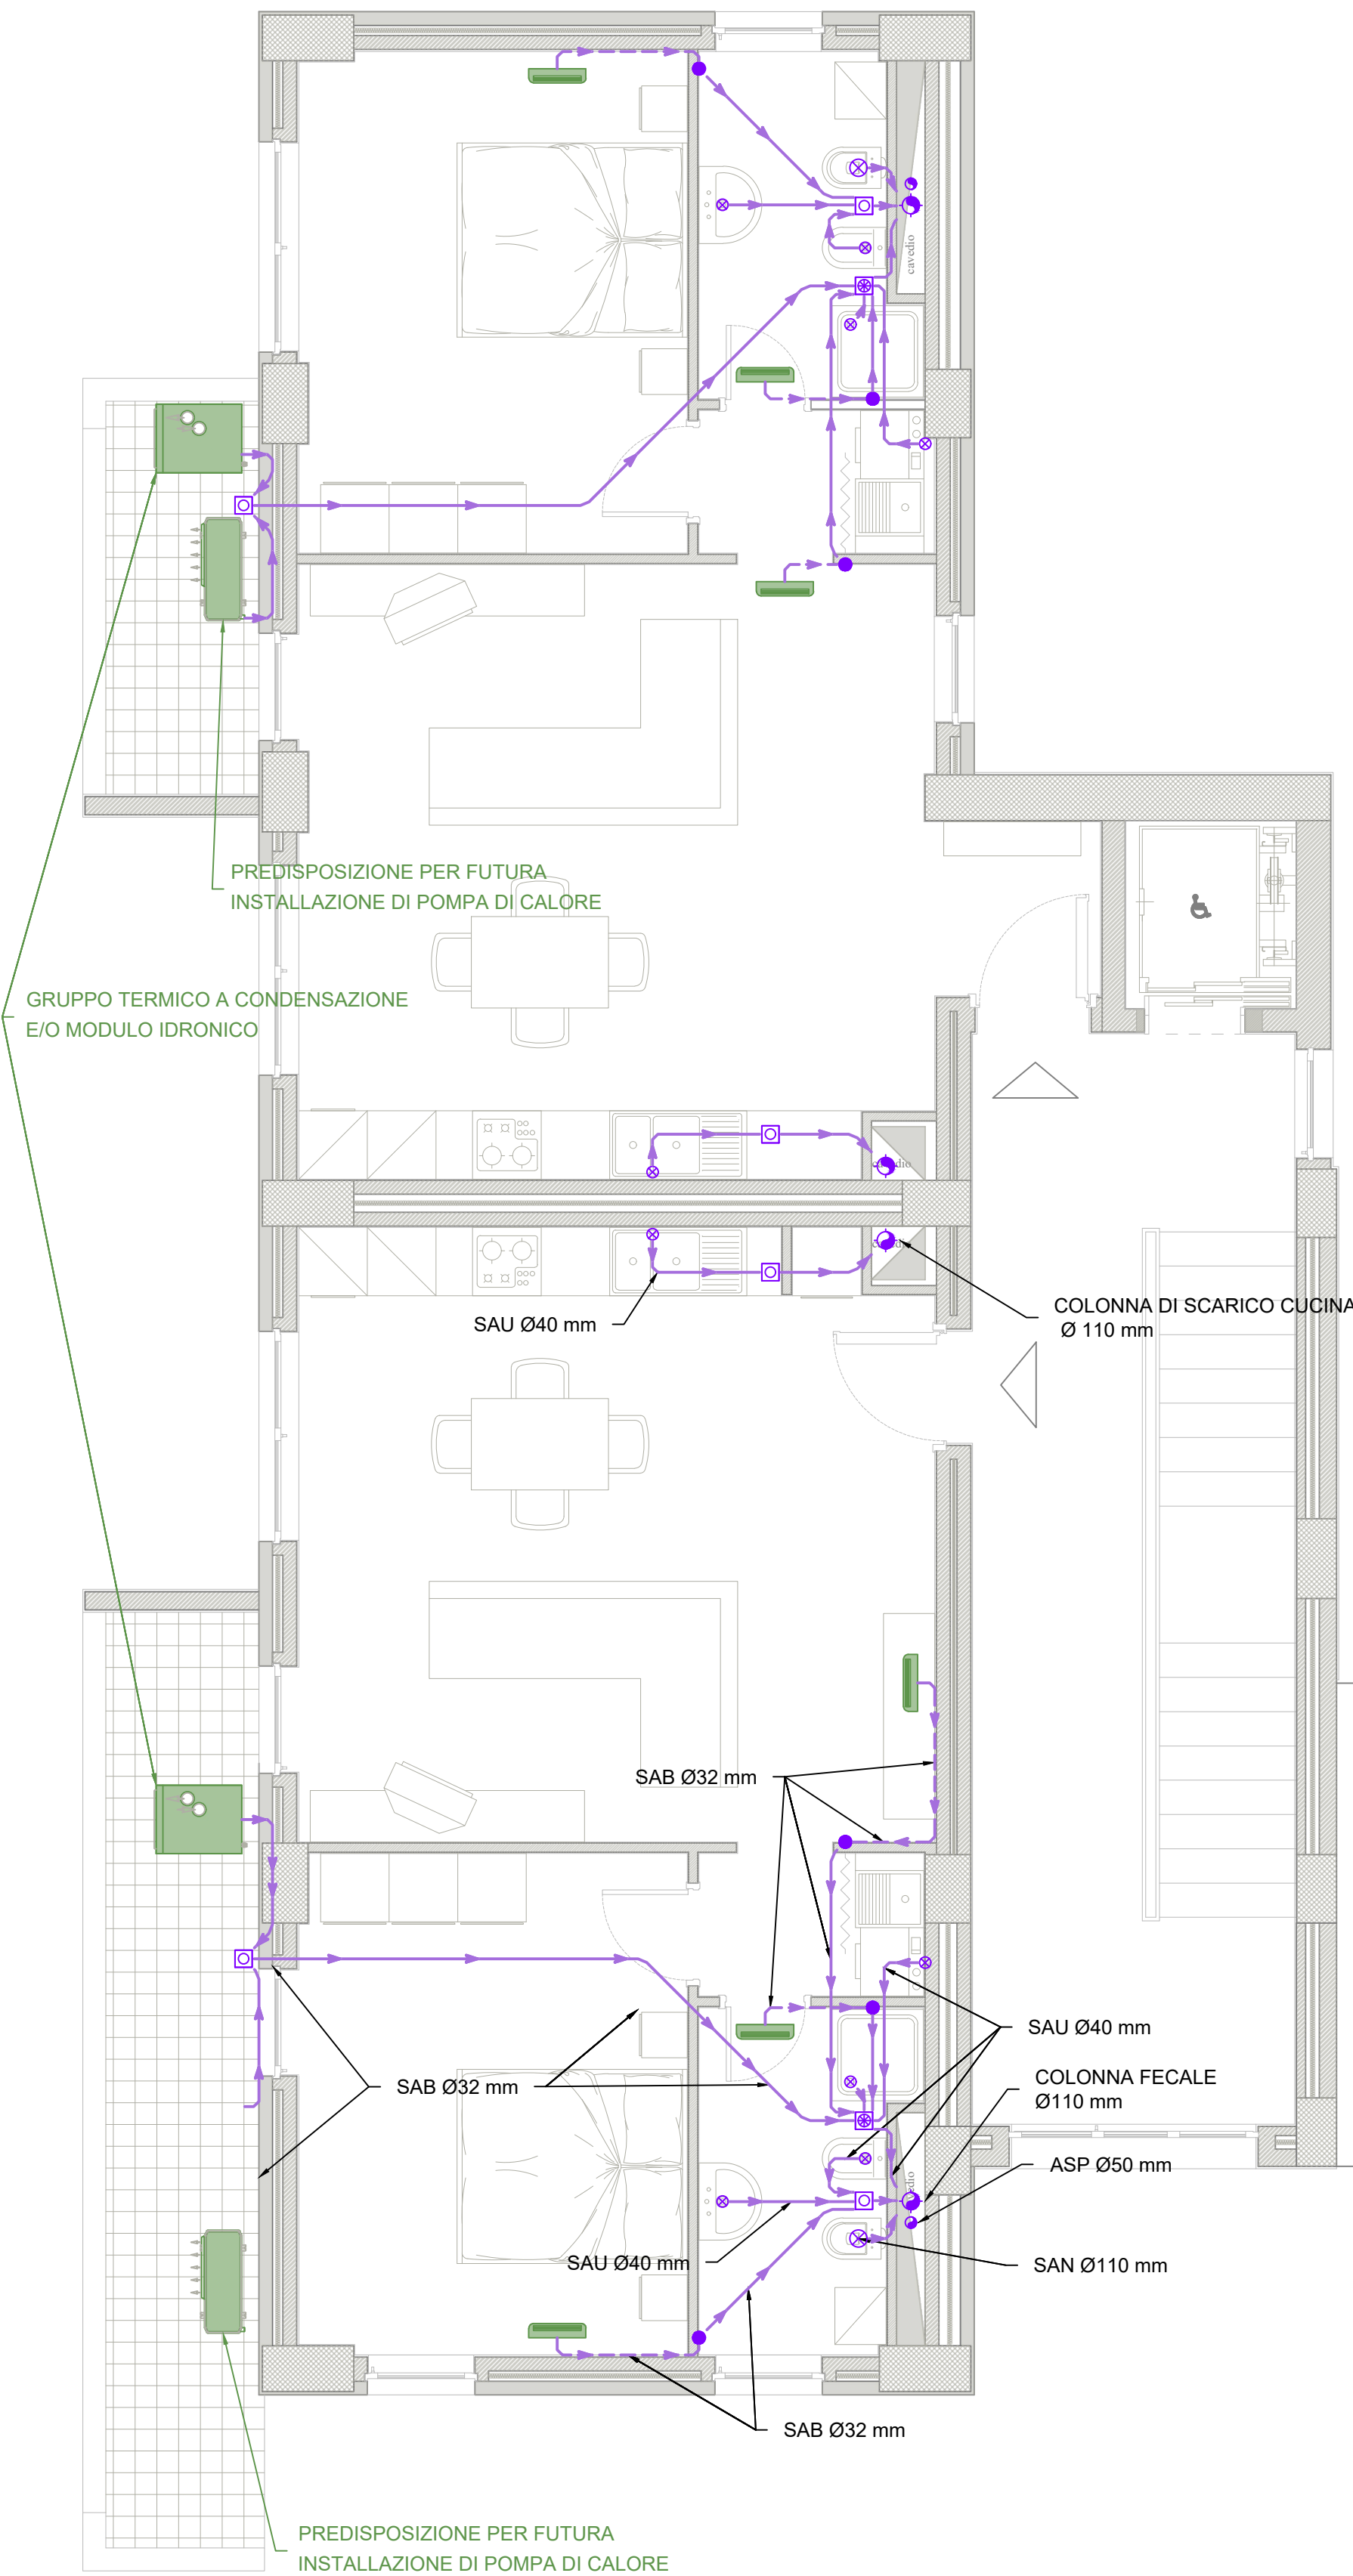 cavedio
PREDISPOSIZIONE PER FUTURA
INSTALLAZIONE DI POMPA DI CALORE
GRUPPO TERMICO A CONDENSAZIONE
E/O MODULO IDRONICO
SAU Ø40 mm
COLONNA DI SCARICO CUCINA
Ø 110 mm
SAB Ø32 mm
SAU Ø40 mm
SAB Ø32 mm
COLONNA FECALE
Ø110 mm
ASP Ø50 mm
SAU Ø40 mm
SAN Ø110 mm
SAB Ø32 mm
PREDISPOSIZIONE PER FUTURA
INSTALLAZIONE DI POMPA DI CALORE